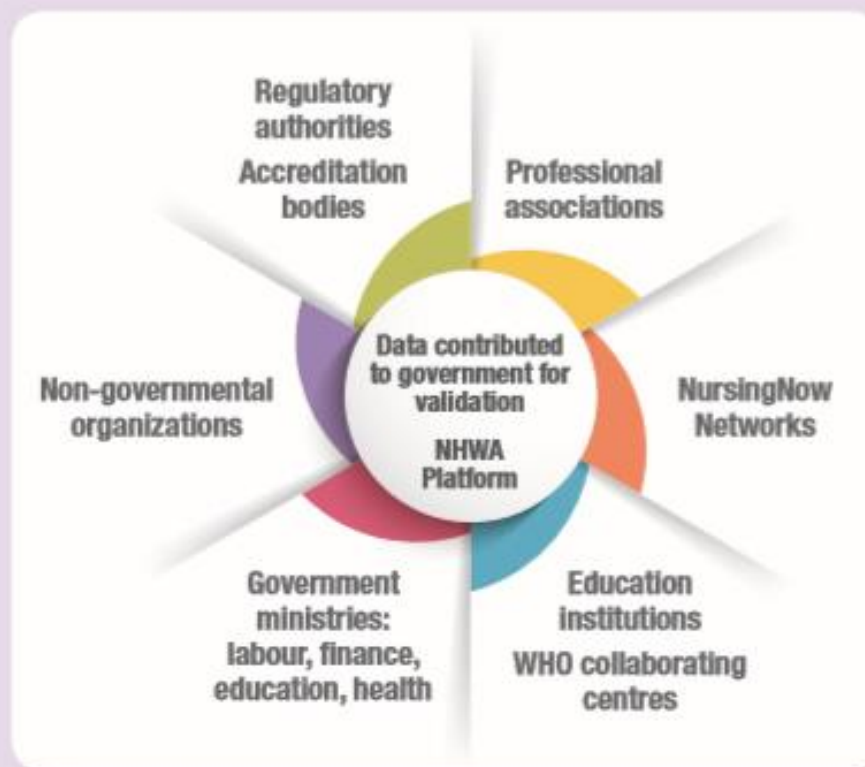 Regulatory
authorities
Accreditation
bodies
Professional
associations
Data contributed
to government for
validation
NHWA
Platform
Non-governmental
organizations
NursingNow
Networks
Government
ministries:
labour, finance,
education, health
Education
institutions
WHO collaborating
centres